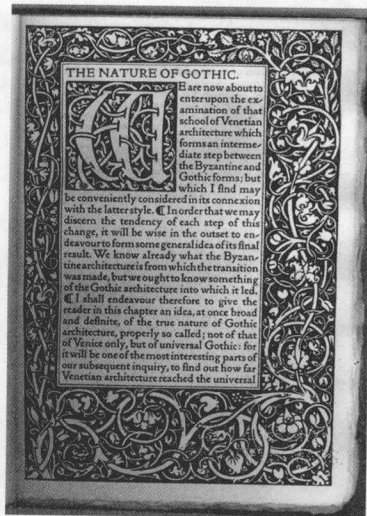 THE NATURE OF GOTHIC.
WE are now about to
enter upon the ex-
amination of that
school of Venetian
architecture which
forms an interme-
diate step between
the Byzantine and
Gothic forms; but
which I find may
be conveniently considered in its connexion
with the latter style. ⁋ In order that we may
discern the tendency of each step of this
change, it will be wise in the outset to en-
deavour to form some general idea of its final
result. We know already what the Byzan-
tine architecture is from which the transition
was made, but we ought to know something
of the Gothic architecture into which it led.
⁋ I shall endeavour therefore to give the
reader in this chapter an idea, at once broad
and definite, of the true nature of Gothic
architecture, properly so called; not of that
of Venice only, but of universal Gothic: for
it will be one of the most interesting parts of
our subsequent inquiry, to find out how far
Venetian architecture reached the universal